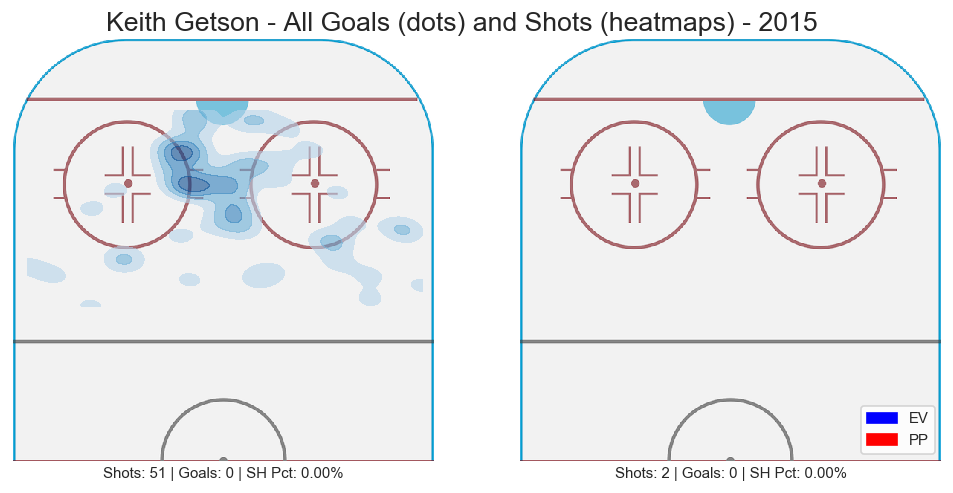 Keith Getson - All Goals (dots) and Shots (heatmaps) - 2015
EV
PP
Shots: 51 | Goals: 0 | SH Pct: 0.00%
Shots: 2 | Goals: 0 | SH Pct: 0.00%